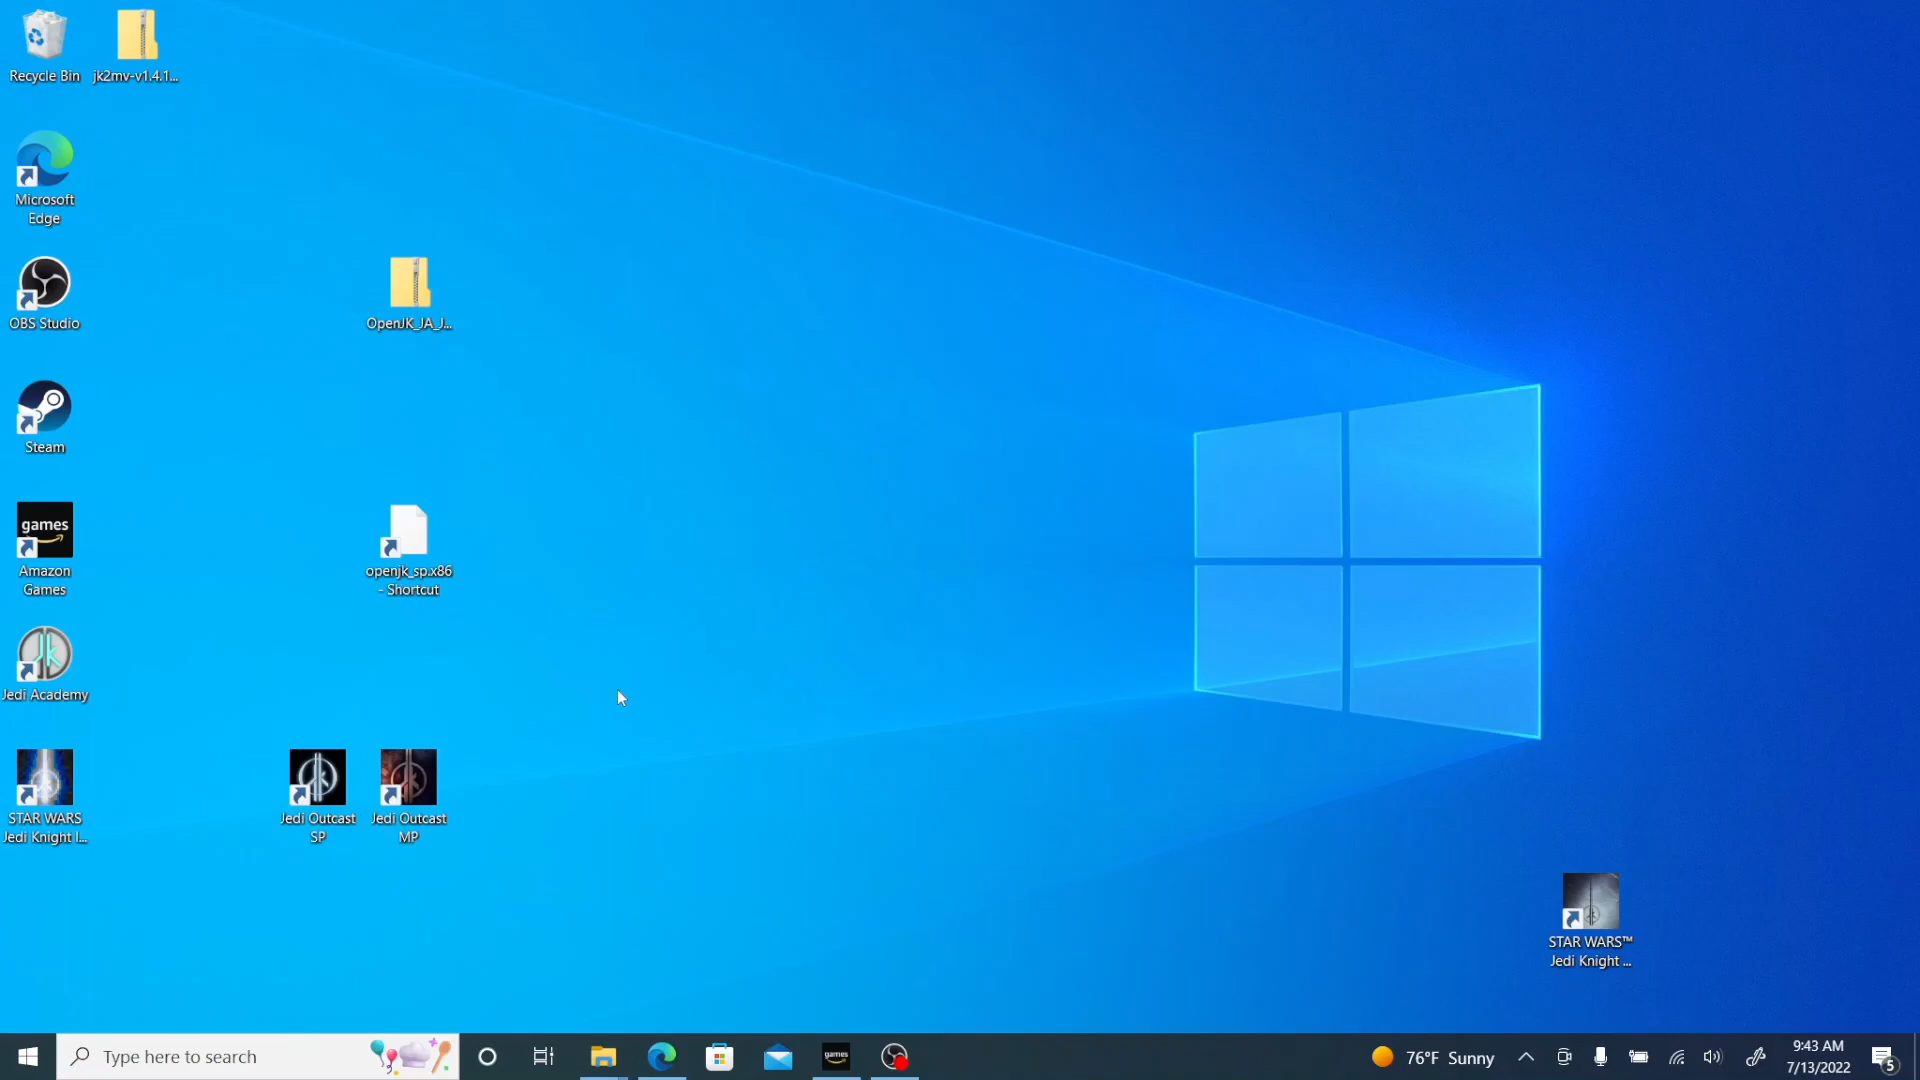 Recycle Bin
jk2mv-v1.4.1...
Microsoft
Edge
OBS Studio
OpenJK_JA_J...
Steam
games
Amazon
Games
openjk_sp.x86
- Shortcut
Jedi Academy
STAR WARS
Jedi Knight I...
Jedi Outcast
SP
Jedi Outcast
MP
STAR WARS™
Jedi Knight ...
Type here to search
games
76°F Sunny
9:43 AM
7/13/2022
5